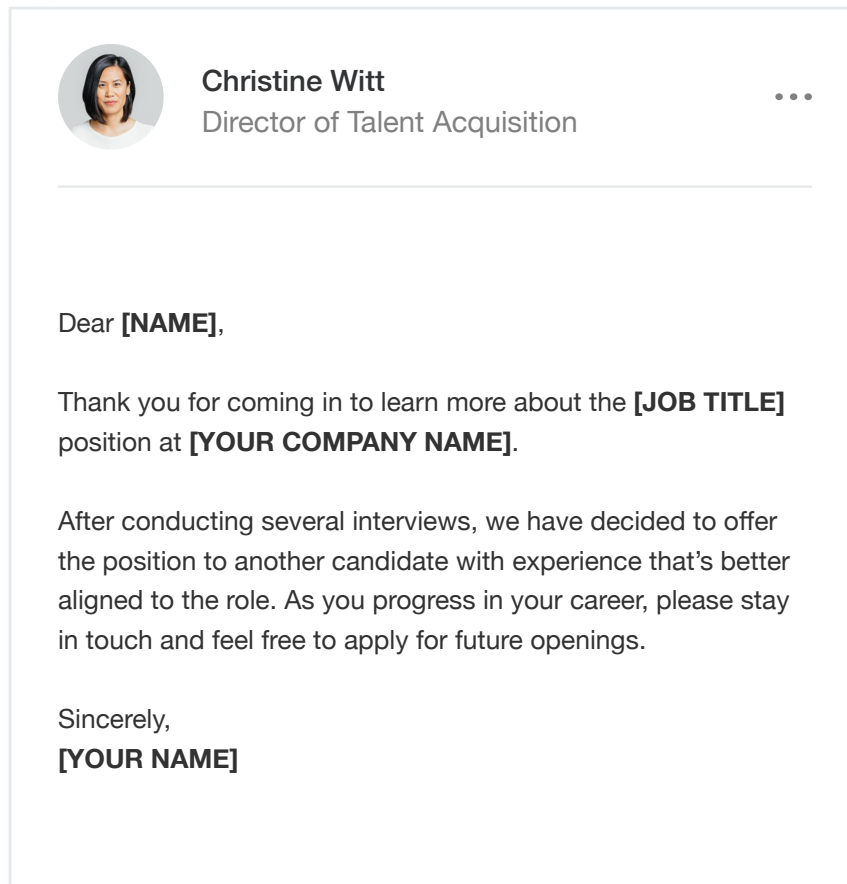 Christine Witt
Director of Talent Acquisition
Dear [NAME],
Thank you for coming in to learn more about the [JOB TITLE]
position at [YOUR COMPANY NAME].
After conducting several interviews, we have decided to offer
the position to another candidate with experience that’s better
aligned to the role. As you progress in your career, please stay
in touch and feel free to apply for future openings.
Sincerely,
[YOUR NAME]